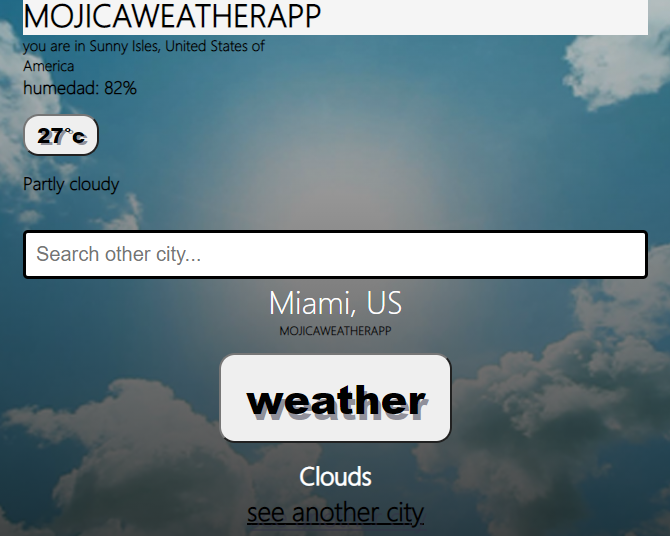 MOJICAWEATHERAPP
you are in Sunny Isles, United States of
America
humedad: 82%
27°c
Partly cloudy
Search other city...
Miami, US
MOJICAWEATHERAPP
weather
Clouds
see another city